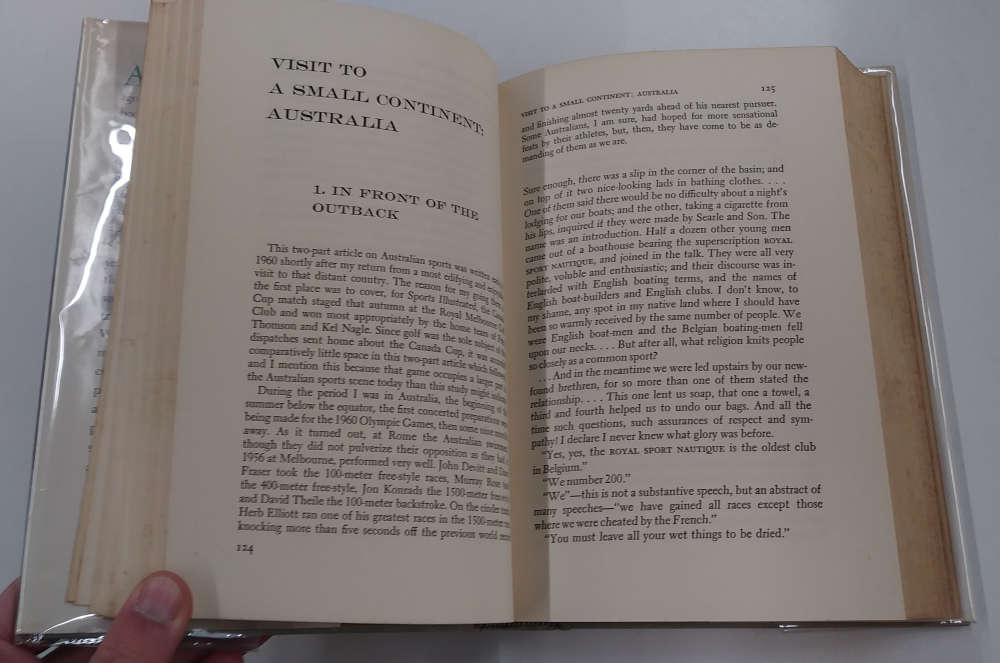 VISIT TO
A SMALL CONTINENT:
AUSTRALIA
1. IN FRONT OF THE
OUTBACK
This two-part article on Australian sports was written
1960 shortly after my return from a most edifying and
visit to that distant country. The reason for my going
the first place was to cover, for Sports Illustrated, the
Cup match staged that autumn at the Royal Melbourne
Club and won most appropriately by the home team of
Thomson and Kel Nagle. Since golf was the sole subject of
dispatches sent home about the Canada Cup, it was
comparatively little space in this two-part article which
and I mention this because that game occupies a larger part
the Australian sports scene today than this study might
During the period I was in Australia, the beginning of
summer below the equator, the first concerted preparations
being made for the 1960 Olympic Games, then some nine
away. As it turned out, at Rome the Australian
though they did not pulverize their opposition as they had
1956 at Melbourne, performed very well. John Devitt and
Fraser took the 100-meter free-style races, Murray Rose
the 400-meter free-style, Jon Konrads the 1500-meter
and David Theile the 100-meter backstroke. On the cinder
Herb Elliott ran one of his greatest races in the 1500-meter
knocking more than five seconds off the previous world
124
VISIT TO A SMALL CONTINENT: AUSTRALIA 125
and finishing almost twenty yards ahead of his nearest pursuer.
Some Australians, I am sure, had hoped for more sensational
feats by their athletes, but, then, they have come to be as de-
manding of them as we are.
Sure enough, there was a slip in the corner of the basin; and
on top of it two nice-looking lads in bathing clothes. . . .
One of them said there would be no difficulty about a night's
lodging for our boats; and the other, taking a cigarette from
his lips, inquired if they were made by Searle and Son. The
name was an introduction. Half a dozen other young men
came out of a boathouse bearing the superscription ROYAL
SPORT NAUTIQUE, and joined in the talk. They were all very
polite, voluble and enthusiastic; and their discourse was in-
terlarded with English boating terms, and the names of
English boat-builders and English clubs. I don't know, to
my shame, any spot in my native land where I should have
been so warmly received by the same number of people. We
were English boat-men and the Belgian boating-men fell
upon our necks. . . . But after all, what religion knits people
so closely as a common sport?
. . . And in the meantime we were led upstairs by our new-
found brethren, for so more than one of them stated the
relationship. . . . This one lent us soap, that one a towel, a
third and fourth helped us to undo our bags. And all the
time such questions, such assurances of respect and sym-
pathy! I declare I never knew what glory was before.
"Yes, yes, the ROYAL SPORT NAUTIQUE is the oldest club
in Belgium."
"We number 200."
"We"—this is not a substantive speech, but an abstract of
many speeches—"we have gained all races except those
where we were cheated by the French."
"You must leave all your wet things to be dried."